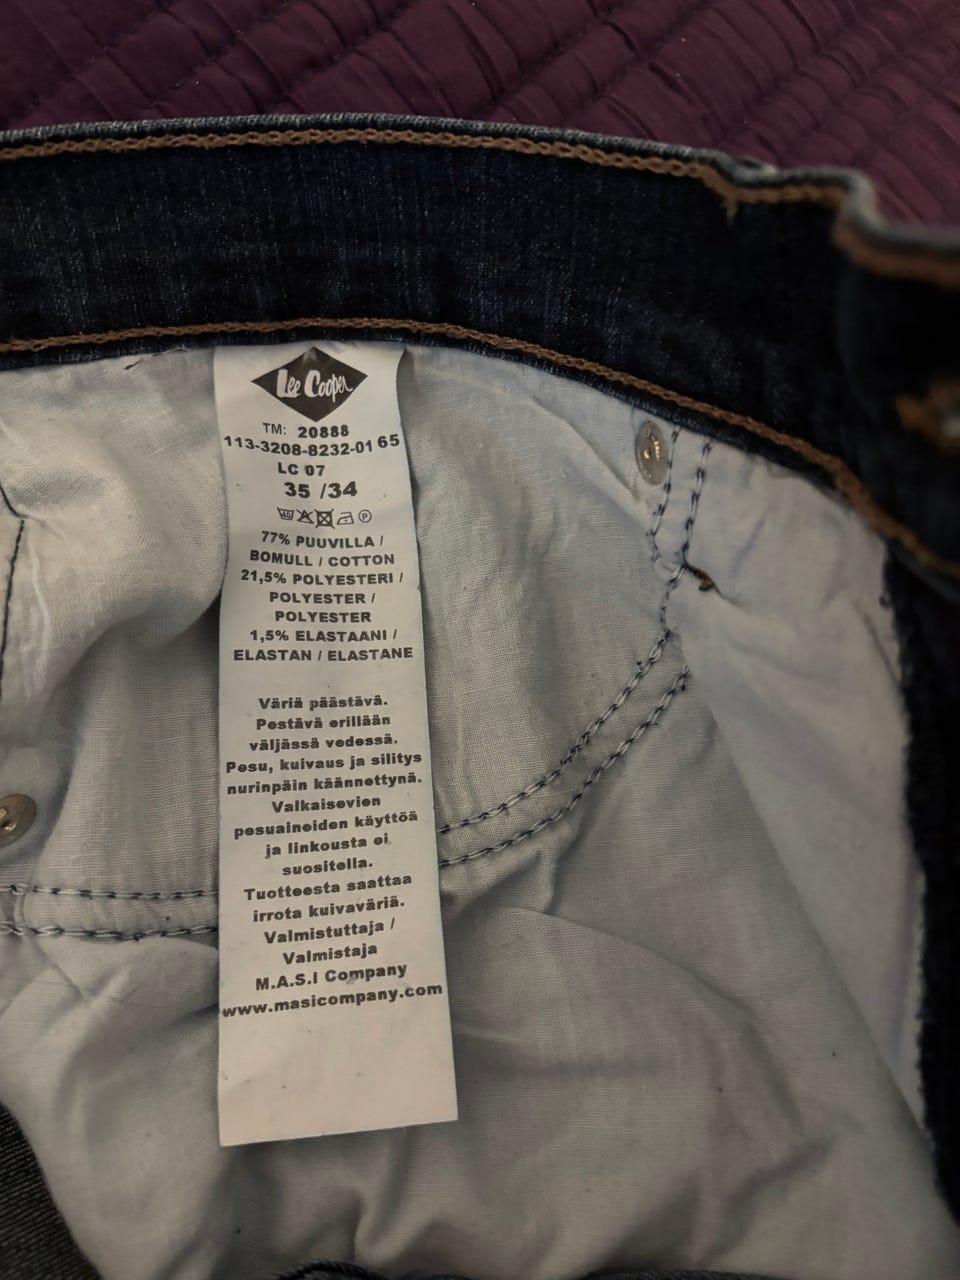 Lee Cooper
TM: 20888
113-3208-8232-01 65
LC 07
35 /34
77% PUUVILLA /
BOMULL / COTTON
21,5% POLYESTERI /
POLYESTER /
POLYESTER
1,5% ELASTAANI /
ELASTAN / ELASTANE
Väriä päästävä.
Pestävä erillään
väljässä vedessä.
Pesu, kuivaus ja silitys
nurinpäin käännettynä.
Valkaisevien
pesuaineiden käyttöä
ja linkousta ei
suositella.
Tuotteesta saattaa
irrota kuivaväriä.
Valmistuttaja /
Valmistaja
M.A.S.I Company
www.masicompany.com